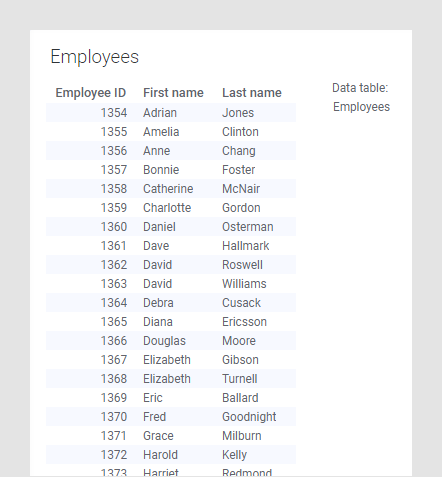 Employees
Employee ID First name Last name
Data table:
Employees
1354 Adrian Jones
1355 Amelia Clinton
1356 Anne Chang
1357 Bonnie Foster
1358 Catherine McNair
1359 Charlotte Gordon
1360 Daniel Osterman
1361 Dave Hallmark
1362 David Roswell
1363 David Williams
1364 Debra Cusack
1365 Diana Ericsson
1366 Douglas Moore
1367 Elizabeth Gibson
1368 Elizabeth Turnell
1369 Eric Ballard
1370 Fred Goodnight
1371 Grace Milburn
1372 Harold Kelly
1373 Harriet Redmond